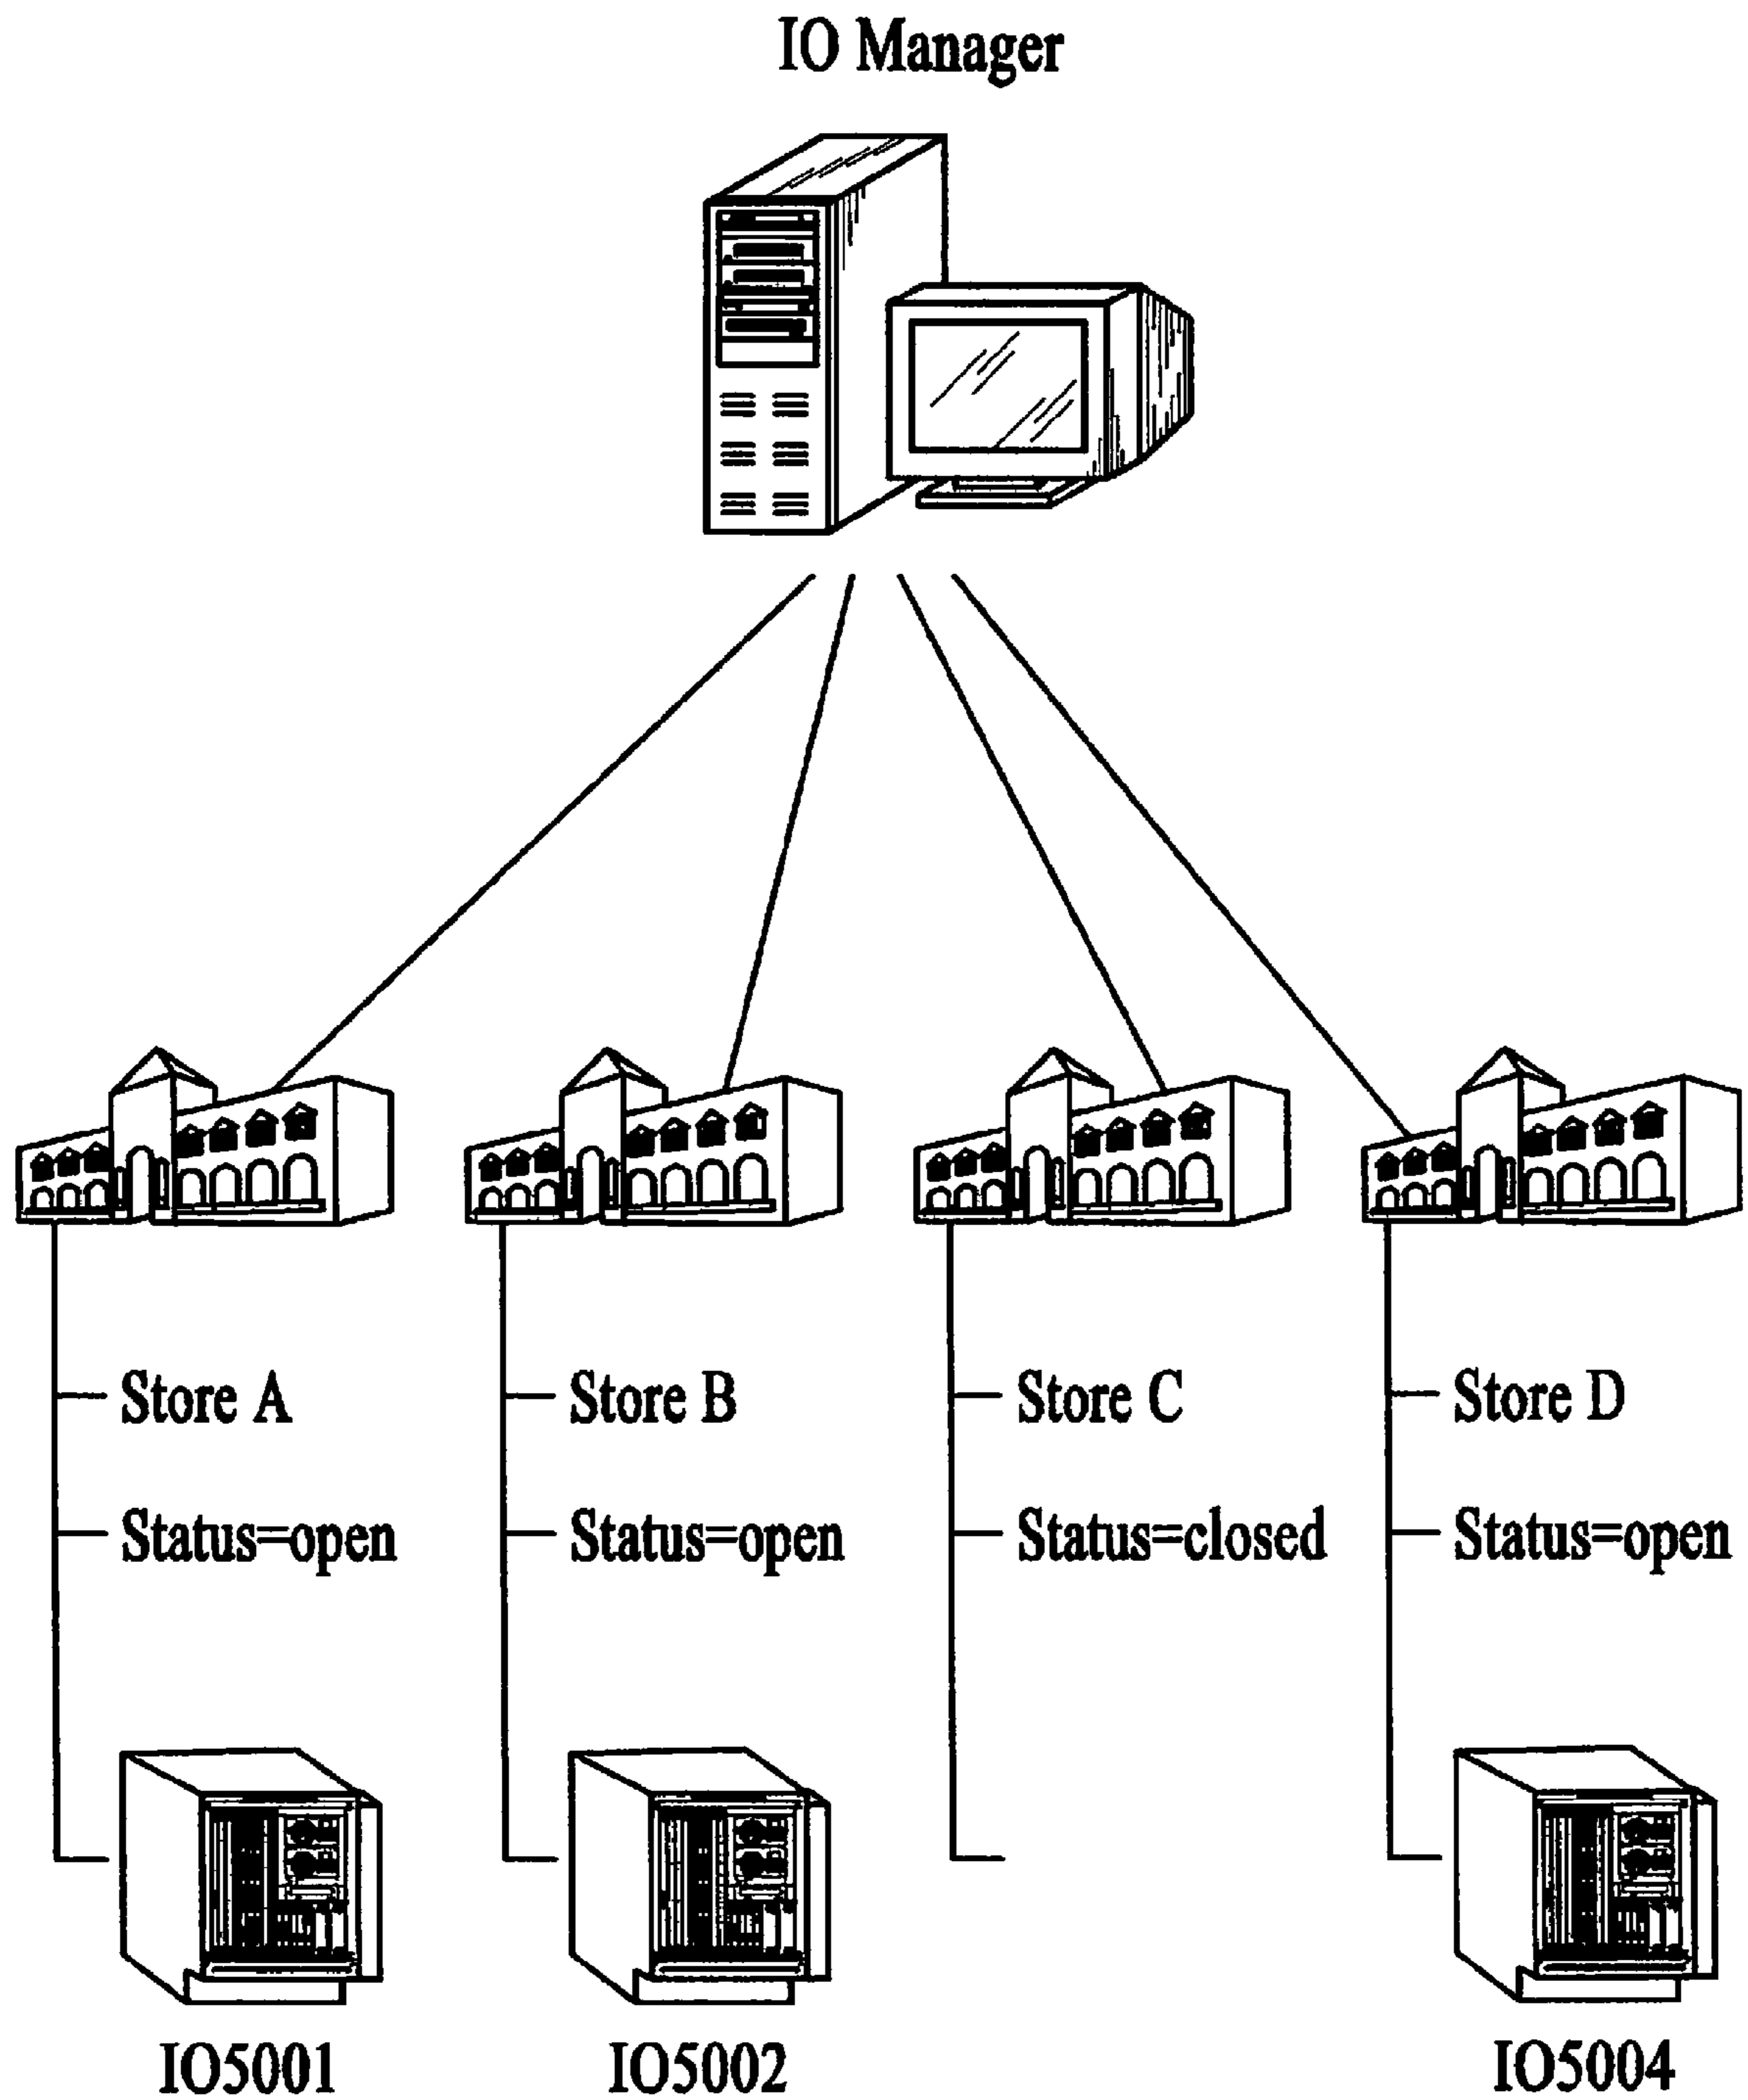 IO Manager
Store A
Store B
Store C
Store D
Status=open
Status=open
Status=closed
Status=open
IO5001
IO5002
IO5004